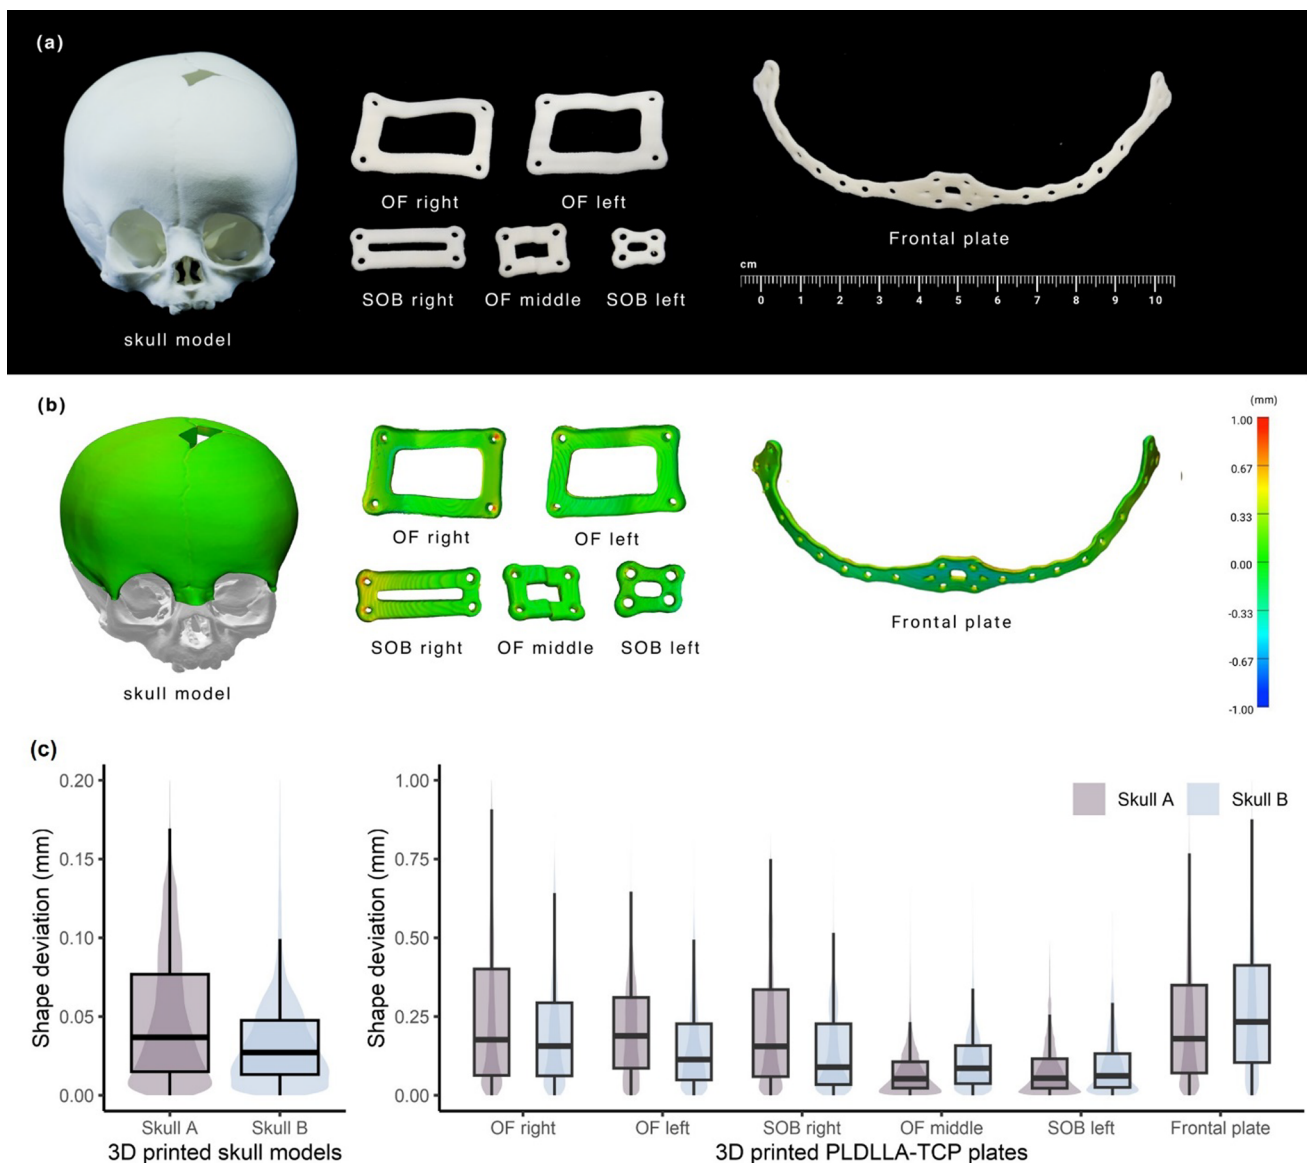 (a)
OF right
OF left
SOB right
OF middle
SOB left
skull model
Frontal plate
cm
0 1 2 3 4 5 6 7 8 9 10
(b)
OF right
OF left
SOB right
OF middle
SOB left
skull model
Frontal plate
(mm)
1.00
0.67
0.33
0.00
-0.33
-0.67
-1.00
(c)
Shape deviation (mm)
0.20
0.15
0.10
0.05
0.00
Skull A Skull B
3D printed skull models
Shape deviation (mm)
1.00
0.75
0.50
0.25
0.00
Skull A Skull B
OF right OF left SOB right OF middle SOB left Frontal plate
3D printed PLDLLA-TCP plates